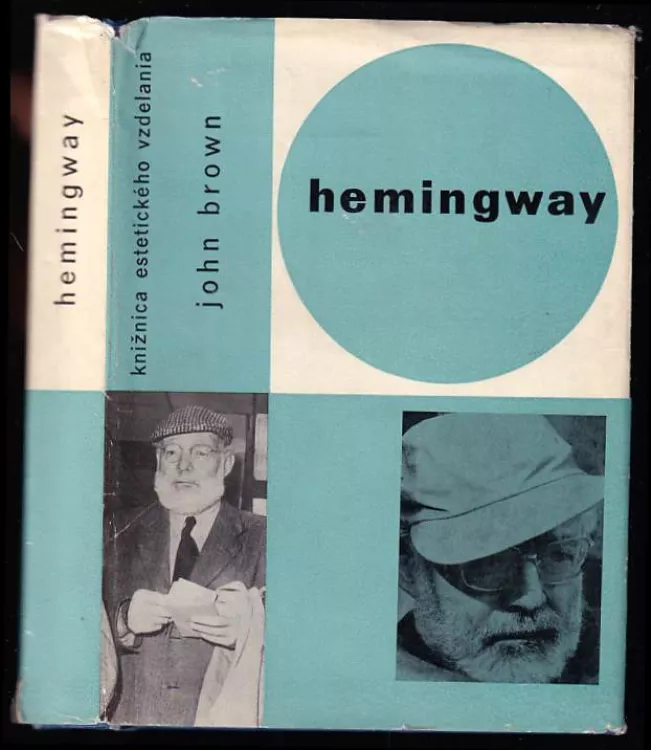 hemingway
knižnica estetického vzdelania
john brown
hemingway